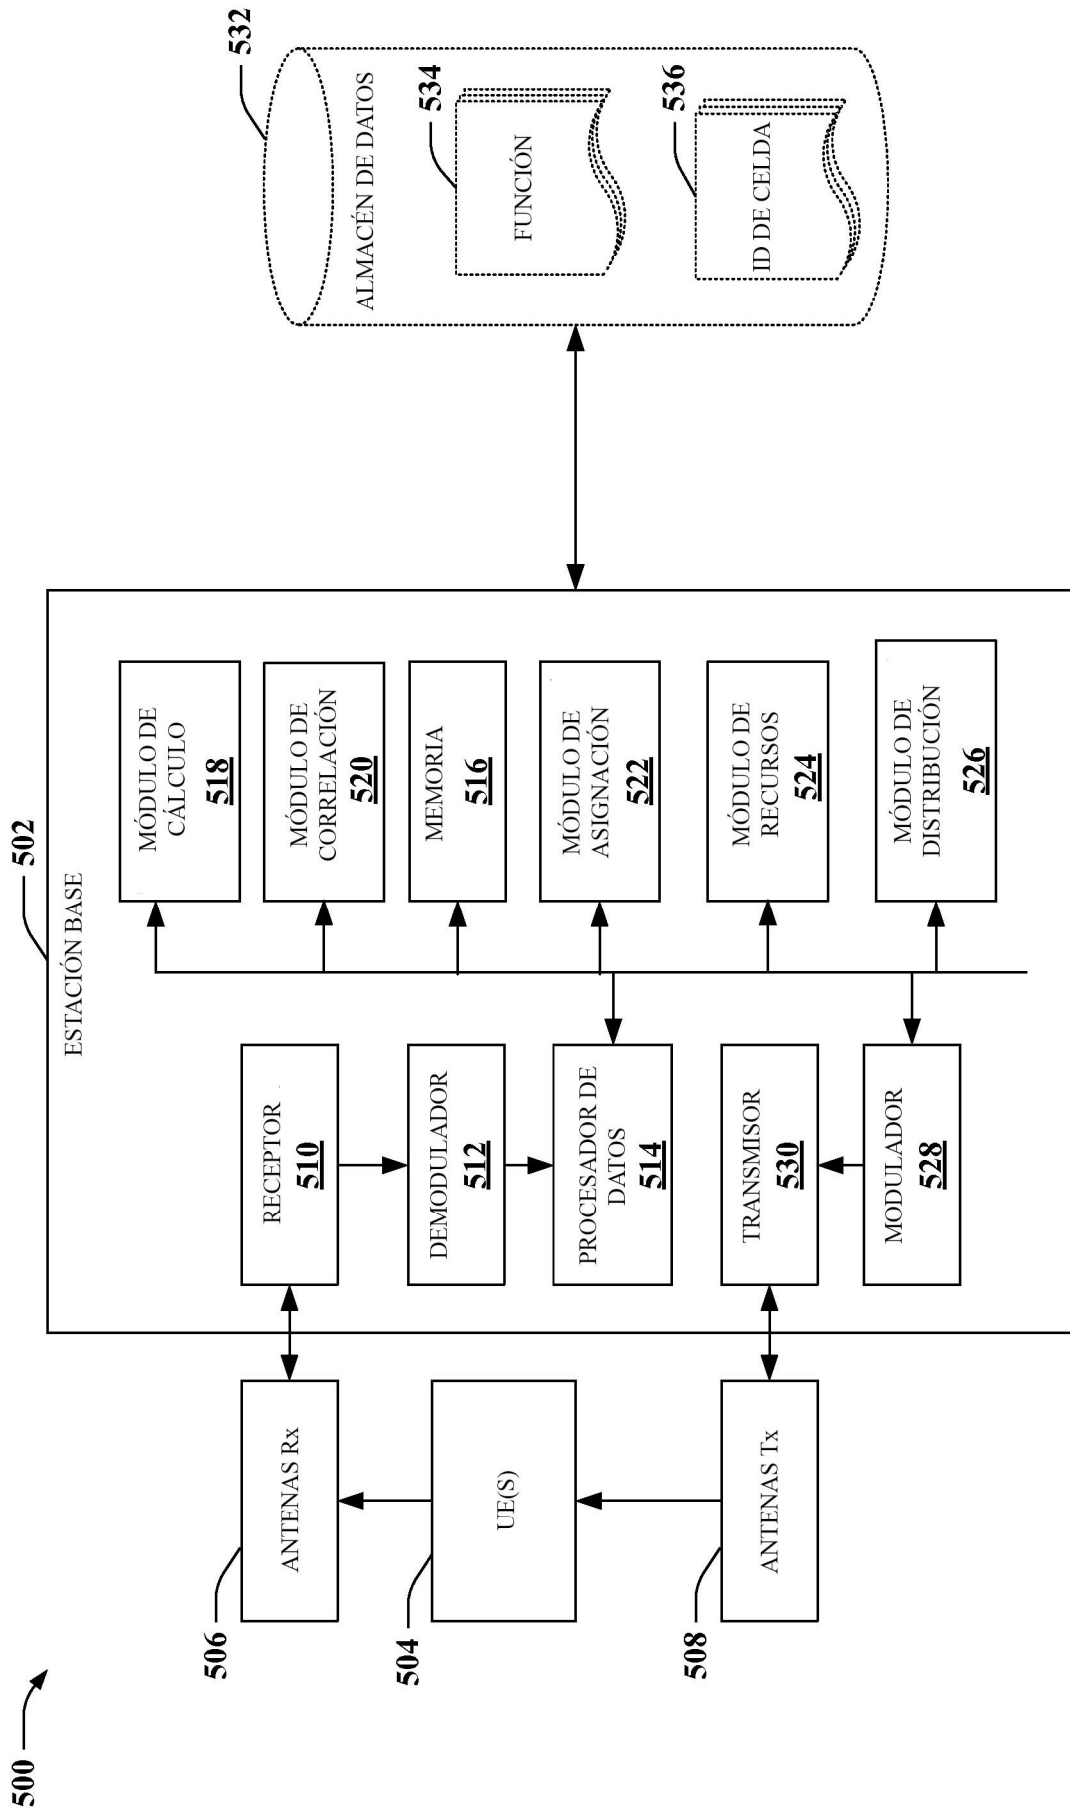 500
502
ESTACIÓN BASE
506
ANTENAS Rx
504
UE(S)
508
ANTENAS Tx
RECEPTOR
510
DEMODULADOR
512
PROCESADOR DE
DATOS
514
TRANSMISOR
530
MODULADOR
528
MÓDULO DE
CÁLCULO
518
MÓDULO DE
CORRELACIÓN
520
MEMORIA
516
MÓDULO DE
ASIGNACIÓN
522
MÓDULO DE
RECURSOS
524
MÓDULO DE
DISTRIBUCIÓN
526
532
ALMACÉN DE DATOS
534
FUNCIÓN
536
ID DE CELDA